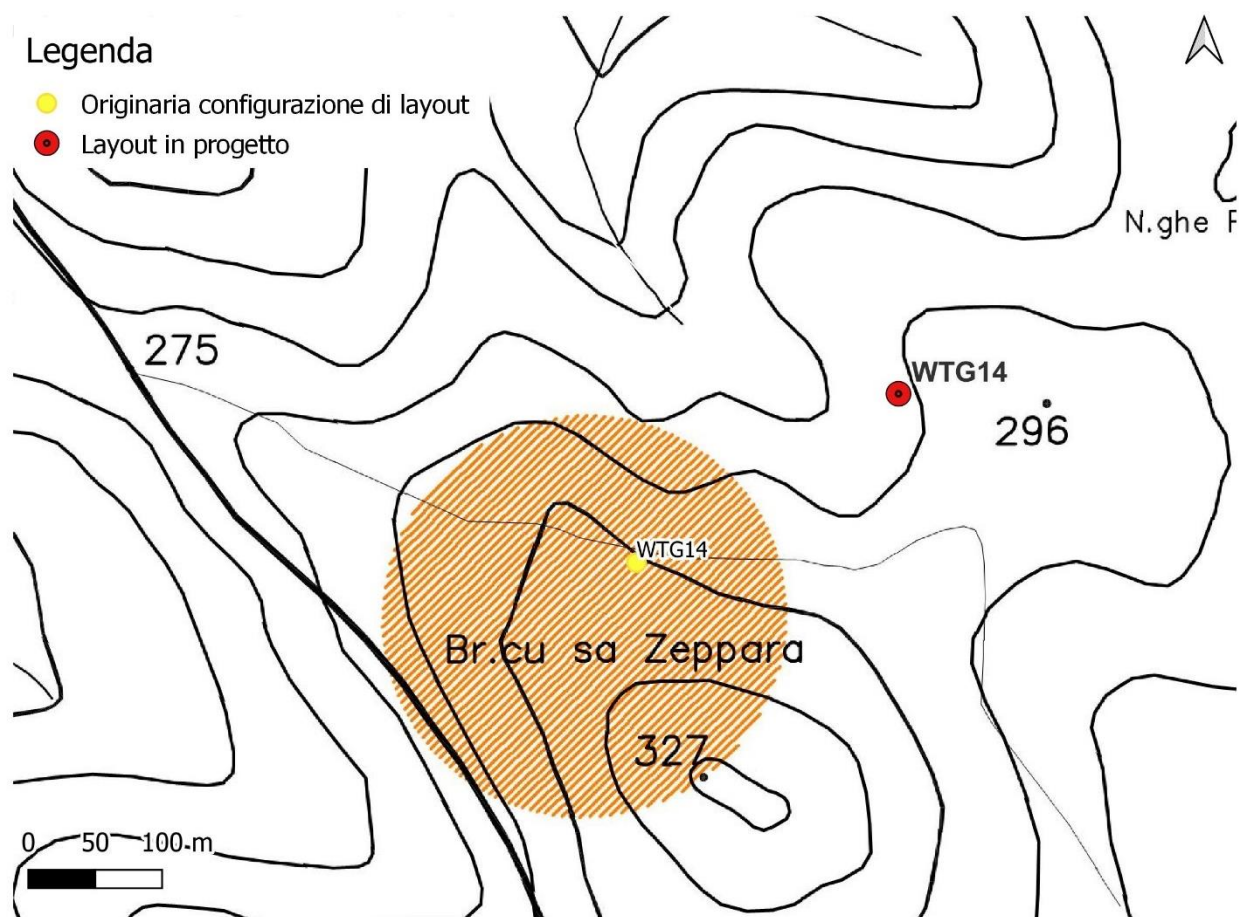 Legenda
Originaria configurazione di layout
Layout in progetto
N.ghe
275
WTG14
296
WTG14
Br.cu sa Zeppara
327
0 50 100 m